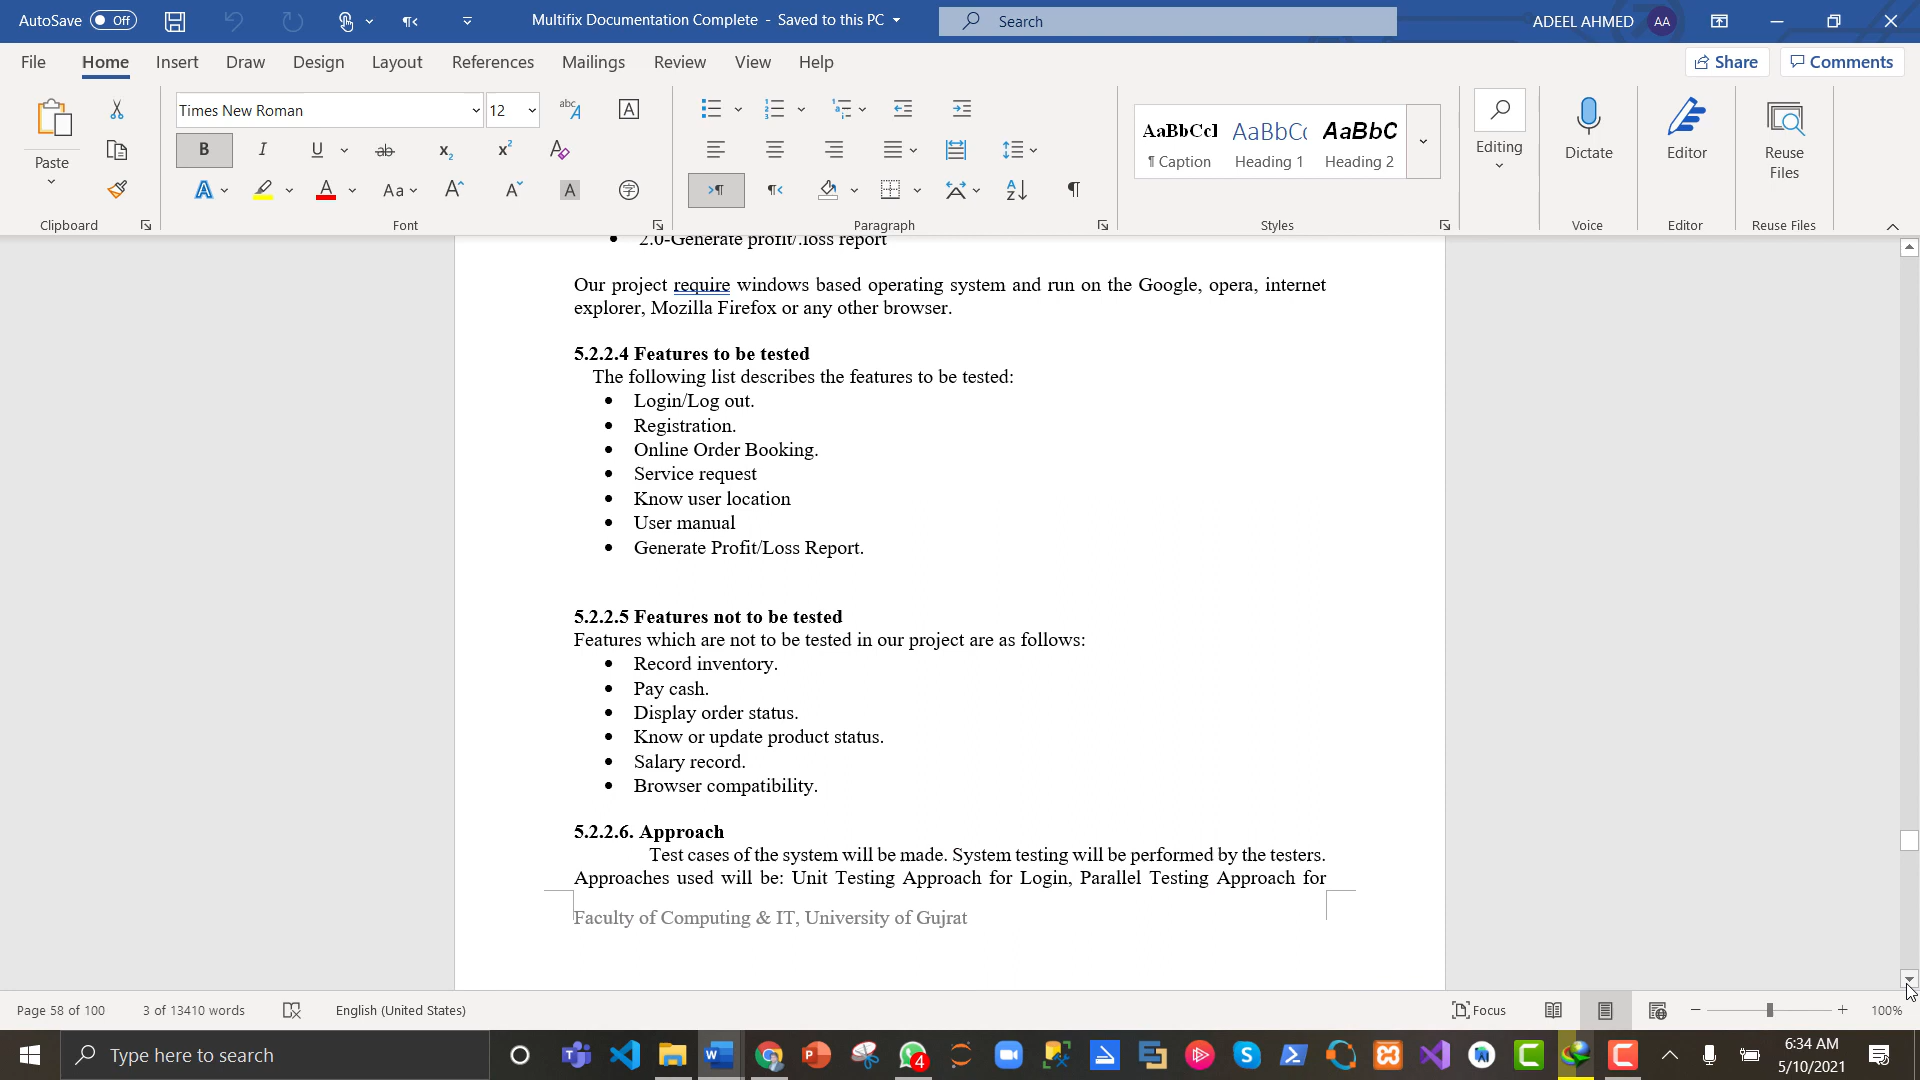 AutoSave Off
Multifix Documentation Complete - Saved to this PC
Search
ADEEL AHMED AA
File Home Insert Draw Design Layout References Mailings Review View Help
Share Comments
Paste
Clipboard
Times New Roman 12
Font
Paragraph
AaBbCcI AaBbCc AaBbC
¶ Caption Heading 1 Heading 2
Styles
Editing
Dictate
Voice
Editor
Editor
Reuse
Files
Reuse Files
2.0-Generate profit/.loss report
Our project require windows based operating system and run on the Google, opera, internet
explorer, Mozilla Firefox or any other browser.
5.2.2.4 Features to be tested
The following list describes the features to be tested:
• Login/Log out.
• Registration.
• Online Order Booking.
• Service request
• Know user location
• User manual
• Generate Profit/Loss Report.
5.2.2.5 Features not to be tested
Features which are not to be tested in our project are as follows:
• Record inventory.
• Pay cash.
• Display order status.
• Know or update product status.
• Salary record.
• Browser compatibility.
5.2.2.6. Approach
Test cases of the system will be made. System testing will be performed by the testers.
Approaches used will be: Unit Testing Approach for Login, Parallel Testing Approach for
Faculty of Computing & IT, University of Gujrat
Page 58 of 100 3 of 13410 words English (United States) Focus 100%
Type here to search
4
6:34 AM
5/10/2021